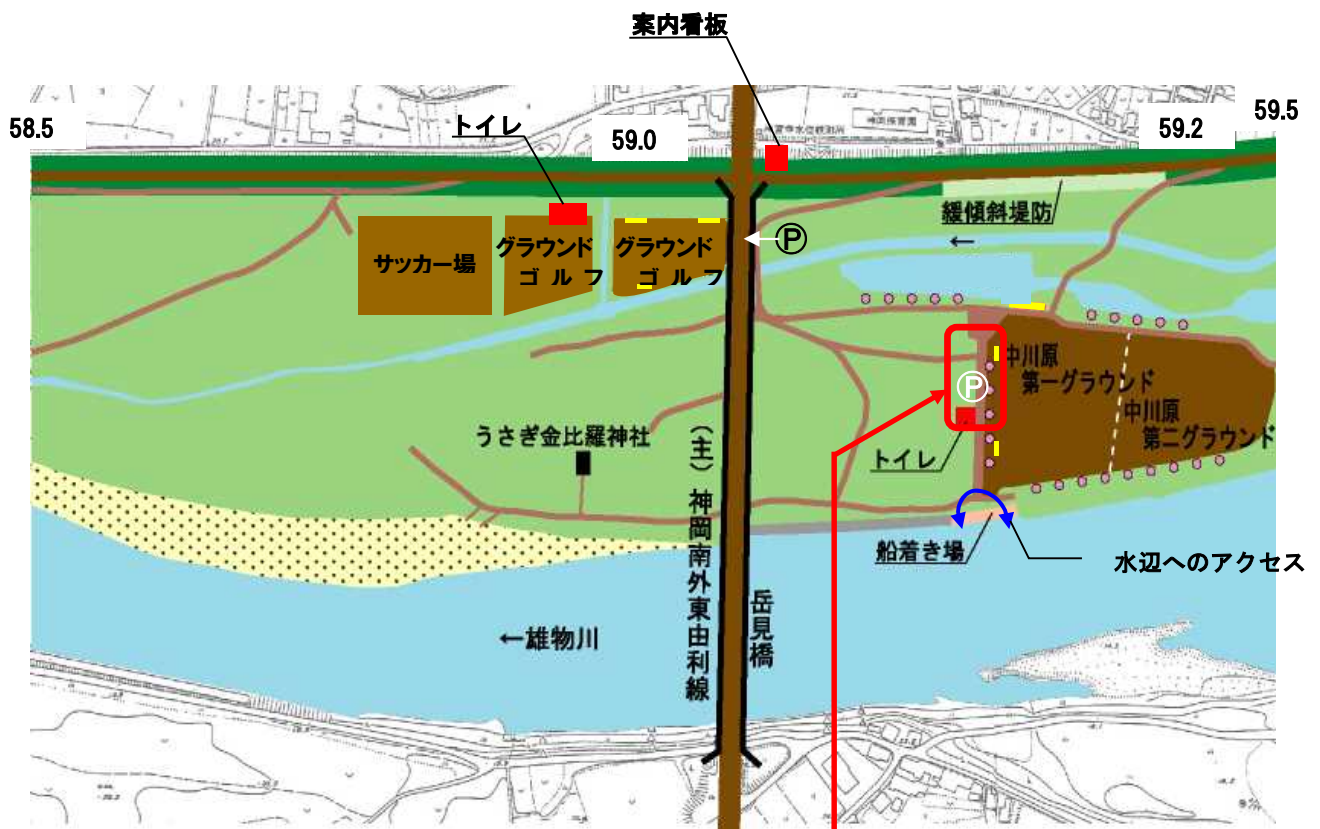 案内看板
58.5
トイレ
59.0
59.2
59.5
緩傾斜堤防
←
Ⓟ
サッカー場
グラウンド
ゴルフ
グラウンド
ゴルフ
中川原
第一グラウンド
Ⓟ
中川原
第二グラウンド
トイレ
うさぎ金比羅神社
(主)神岡南外東由利線
岳見橋
船着き場
水辺へのアクセス
←雄物川